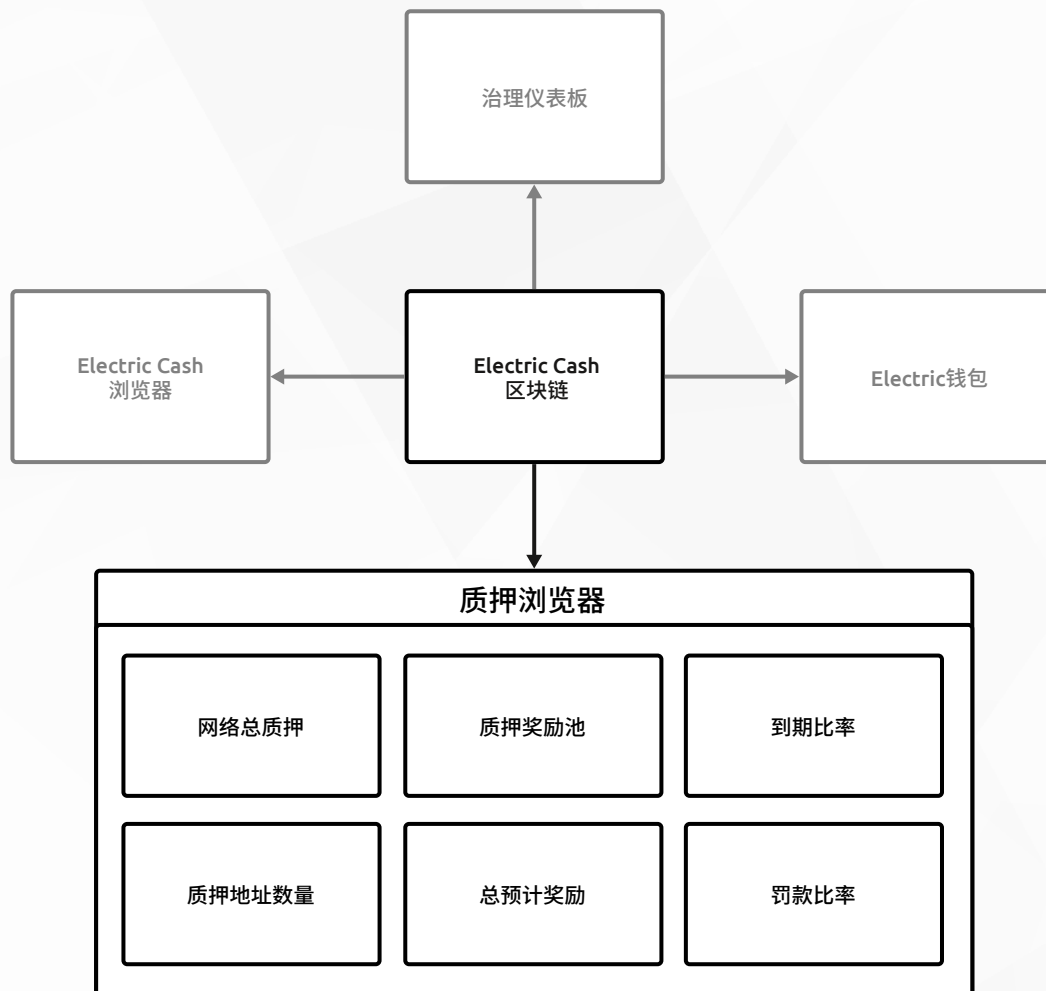 治理仪表板
Electric Cash
浏览器
Electric Cash
区块链
Electric钱包
质押浏览器
网络总质押
质押奖励池
到期比率
质押地址数量
总预计奖励
罚款比率